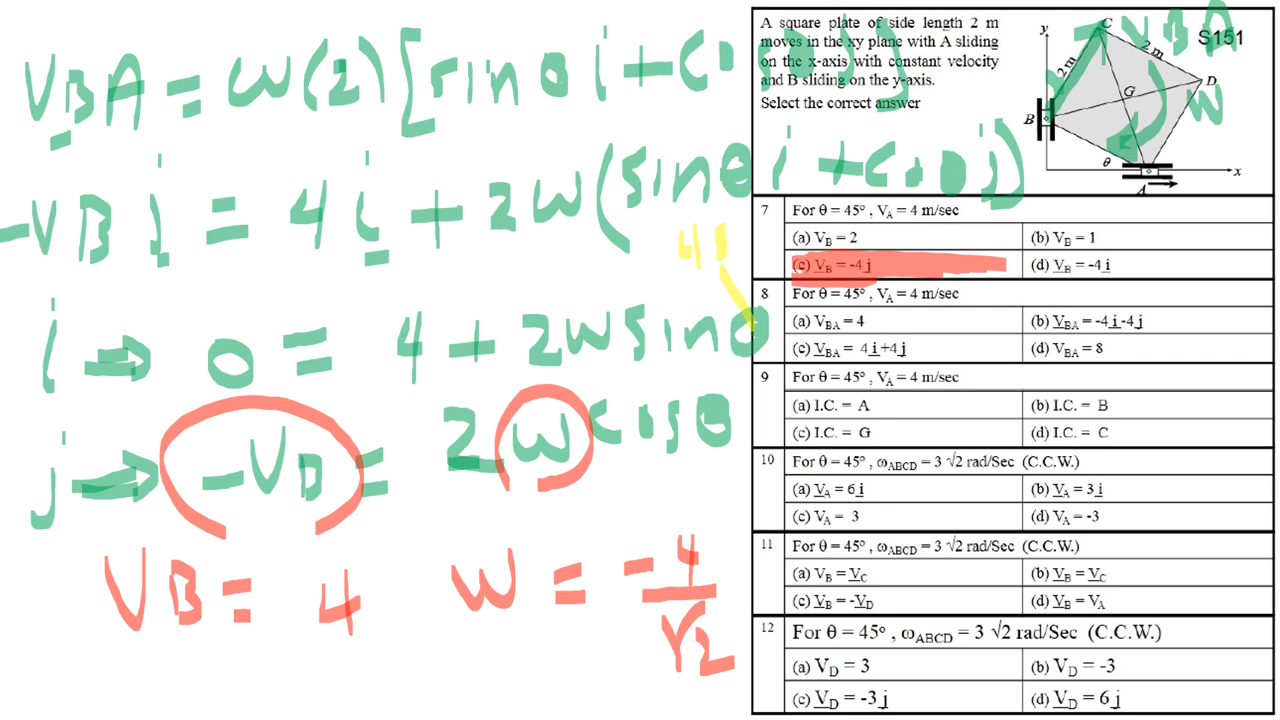 VBA = ω(2)[sinθ i + cosθ j]
-VB j = 4 i + 2ω(sinθ i + cosθ j)
45
i → 0 = 4 + 2ω sinθ
j → -VB = 2 ω cosθ
VB = 4 ω = -4/√2
A square plate of side length 2 m
moves in the xy plane with A sliding
on the x-axis with constant velocity
and B sliding on the y-axis.
Select the correct answer
S151
VBA
ω
y
C
2 m
2 m
D
G
B
θ
A
x
7 For θ = 45° , VA = 4 m/sec
(a) VB = 2 (b) VB = 1
(c) VB = -4 j (d) VB = -4 i
8 For θ = 45° , VA = 4 m/sec
(a) VBA = 4 (b) VBA = -4 i -4 j
(c) VBA = 4 i +4 j (d) VBA = 8
9 For θ = 45° , VA = 4 m/sec
(a) I.C. = A (b) I.C. = B
(c) I.C. = G (d) I.C. = C
10 For θ = 45° , ωABCD = 3 √2 rad/Sec (C.C.W.)
(a) VA = 6 i (b) VA = 3 i
(c) VA = 3 (d) VA = -3
11 For θ = 45° , ωABCD = 3 √2 rad/Sec (C.C.W.)
(a) VB = VC (b) VB = VC
(c) VB = -VD (d) VB = VA
12 For θ = 45° , ωABCD = 3 √2 rad/Sec (C.C.W.)
(a) VD = 3 (b) VD = -3
(c) VD = -3 j (d) VD = 6 j